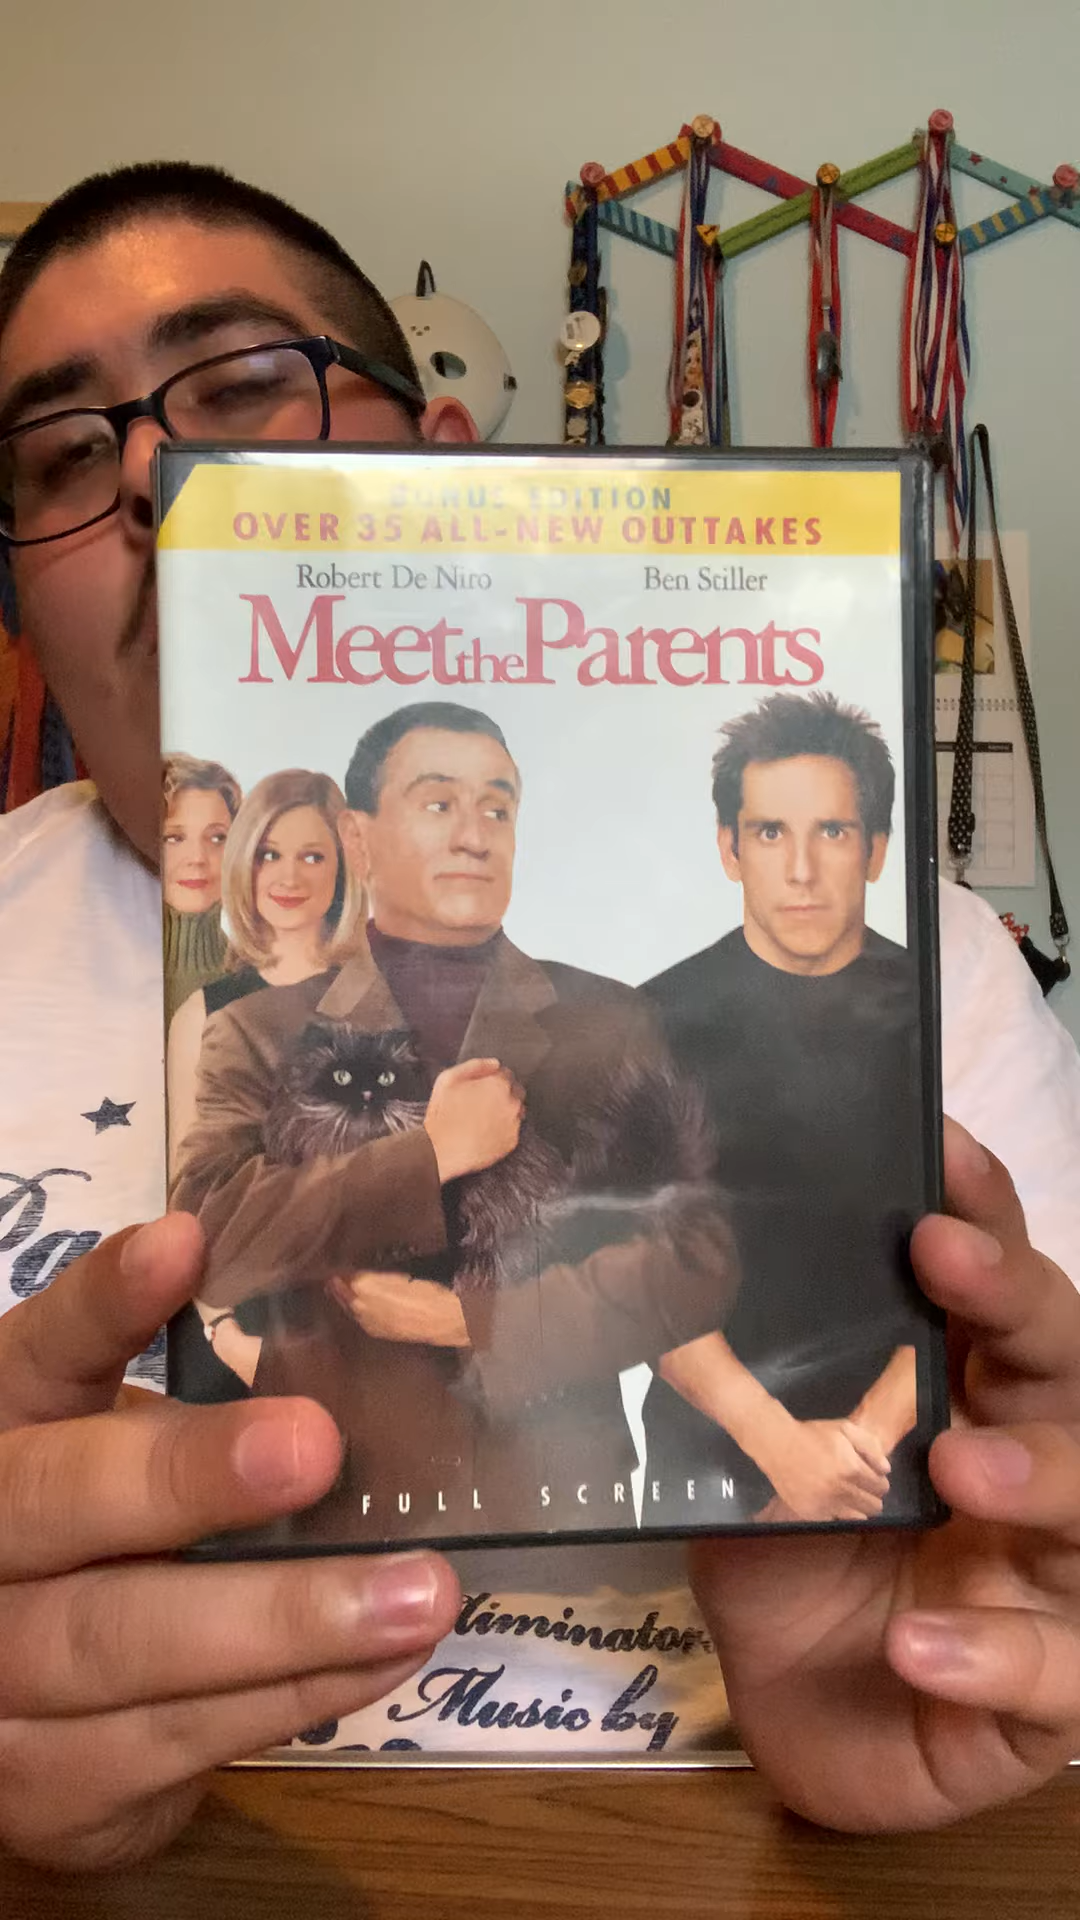 BONUS EDITION
OVER 35 ALL-NEW OUTTAKES
Robert De Niro Ben Stiller
Meet the Parents
FULL SCREEN
Music by